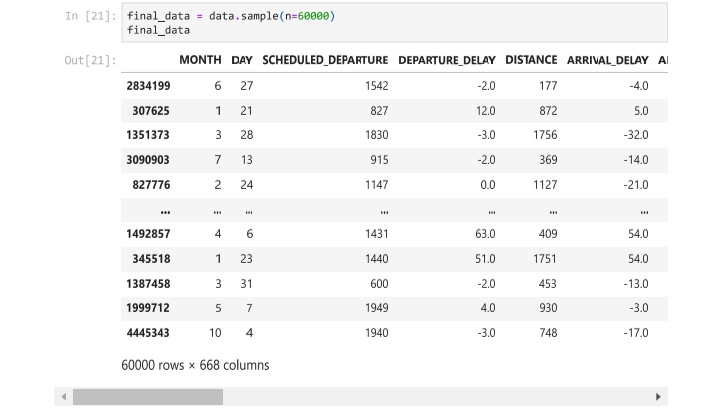 In [21]: final_data = data.sample(n=60000)
final_data
Out[21]:
MONTH DAY SCHEDULED_DEPARTURE DEPARTURE_DELAY DISTANCE ARRIVAL_DELAY
2834199 6 27 1542 -2.0 177 -4.0
307625 1 21 827 12.0 872 5.0
1351373 3 28 1830 -3.0 1756 -32.0
3090903 7 13 915 -2.0 369 -14.0
827776 2 24 1147 0.0 1127 -21.0
... ... ... ... ... ... ...
1492857 4 6 1431 63.0 409 54.0
345518 1 23 1440 51.0 1751 54.0
1387458 3 31 600 -2.0 453 -13.0
1999712 5 7 1949 4.0 930 -3.0
4445343 10 4 1940 -3.0 748 -17.0
60000 rows × 668 columns